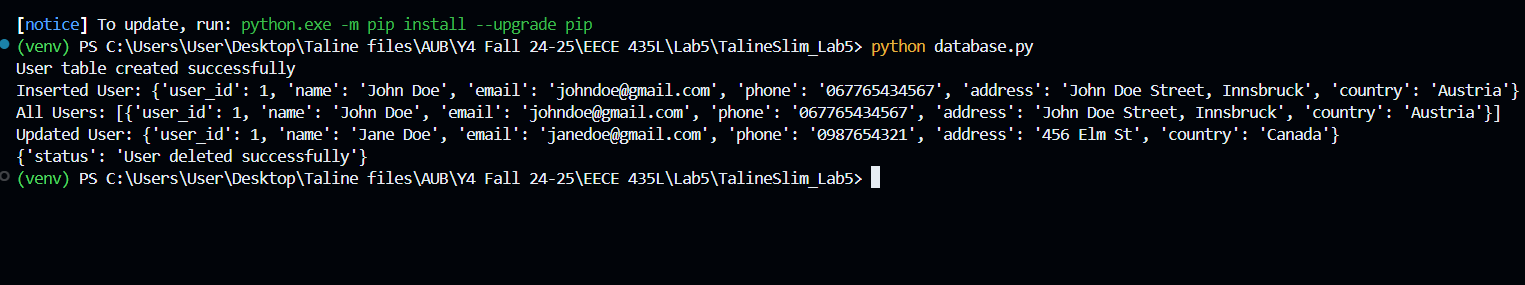 [notice] To update, run: python.exe -m pip install --upgrade pip
(venv) PS C:\Users\User\Desktop\Taline files\AUB\Y4 Fall 24-25\EECE 435L\Lab5\TalineSlim_Lab5> python database.py
User table created successfully
Inserted User: {'user_id': 1, 'name': 'John Doe', 'email': 'johndoe@gmail.com', 'phone': '067765434567', 'address': 'John Doe Street, Innsbruck', 'country': 'Austria'}
All Users: [{'user_id': 1, 'name': 'John Doe', 'email': 'johndoe@gmail.com', 'phone': '067765434567', 'address': 'John Doe Street, Innsbruck', 'country': 'Austria'}]
Updated User: {'user_id': 1, 'name': 'Jane Doe', 'email': 'janedoe@gmail.com', 'phone': '0987654321', 'address': '456 Elm St', 'country': 'Canada'}
{'status': 'User deleted successfully'}
(venv) PS C:\Users\User\Desktop\Taline files\AUB\Y4 Fall 24-25\EECE 435L\Lab5\TalineSlim_Lab5>